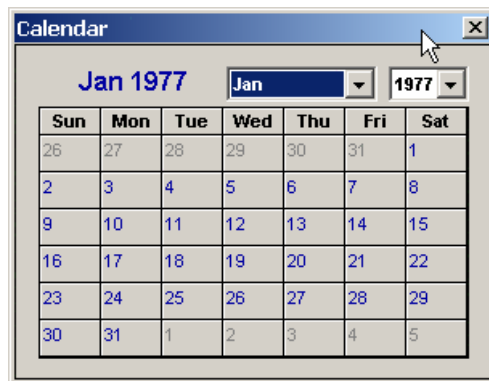 Calendar
Jan 1977 Jan 1977
Sun Mon Tue Wed Thu Fri Sat
26 27 28 29 30 31 1
2 3 4 5 6 7 8
9 10 11 12 13 14 15
16 17 18 19 20 21 22
23 24 25 26 27 28 29
30 31 1 2 3 4 5